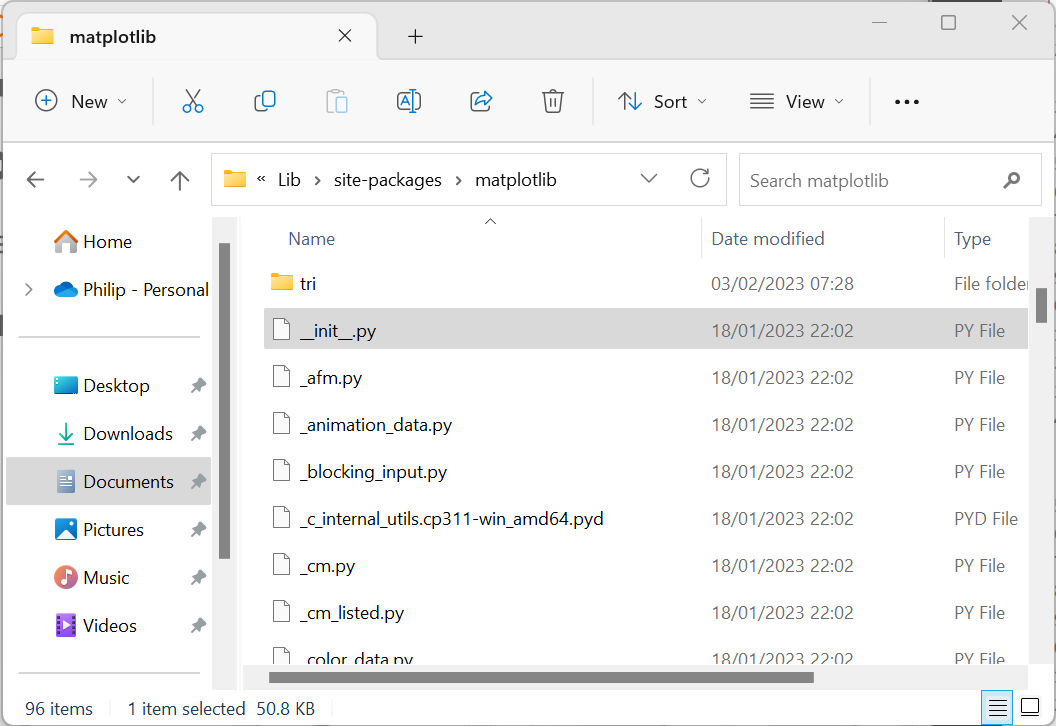 matplotlib
New Sort View
« Lib > site-packages > matplotlib Search matplotlib
Home
Philip - Personal
Desktop
Downloads
Documents
Pictures
Music
Videos
Name Date modified Type
tri 03/02/2023 07:28 File folder
__init__.py 18/01/2023 22:02 PY File
_afm.py 18/01/2023 22:02 PY File
_animation_data.py 18/01/2023 22:02 PY File
_blocking_input.py 18/01/2023 22:02 PY File
_c_internal_utils.cp311-win_amd64.pyd 18/01/2023 22:02 PYD File
_cm.py 18/01/2023 22:02 PY File
_cm_listed.py 18/01/2023 22:02 PY File
_color_data.py 18/01/2023 22:02 PY File
96 items 1 item selected 50.8 KB